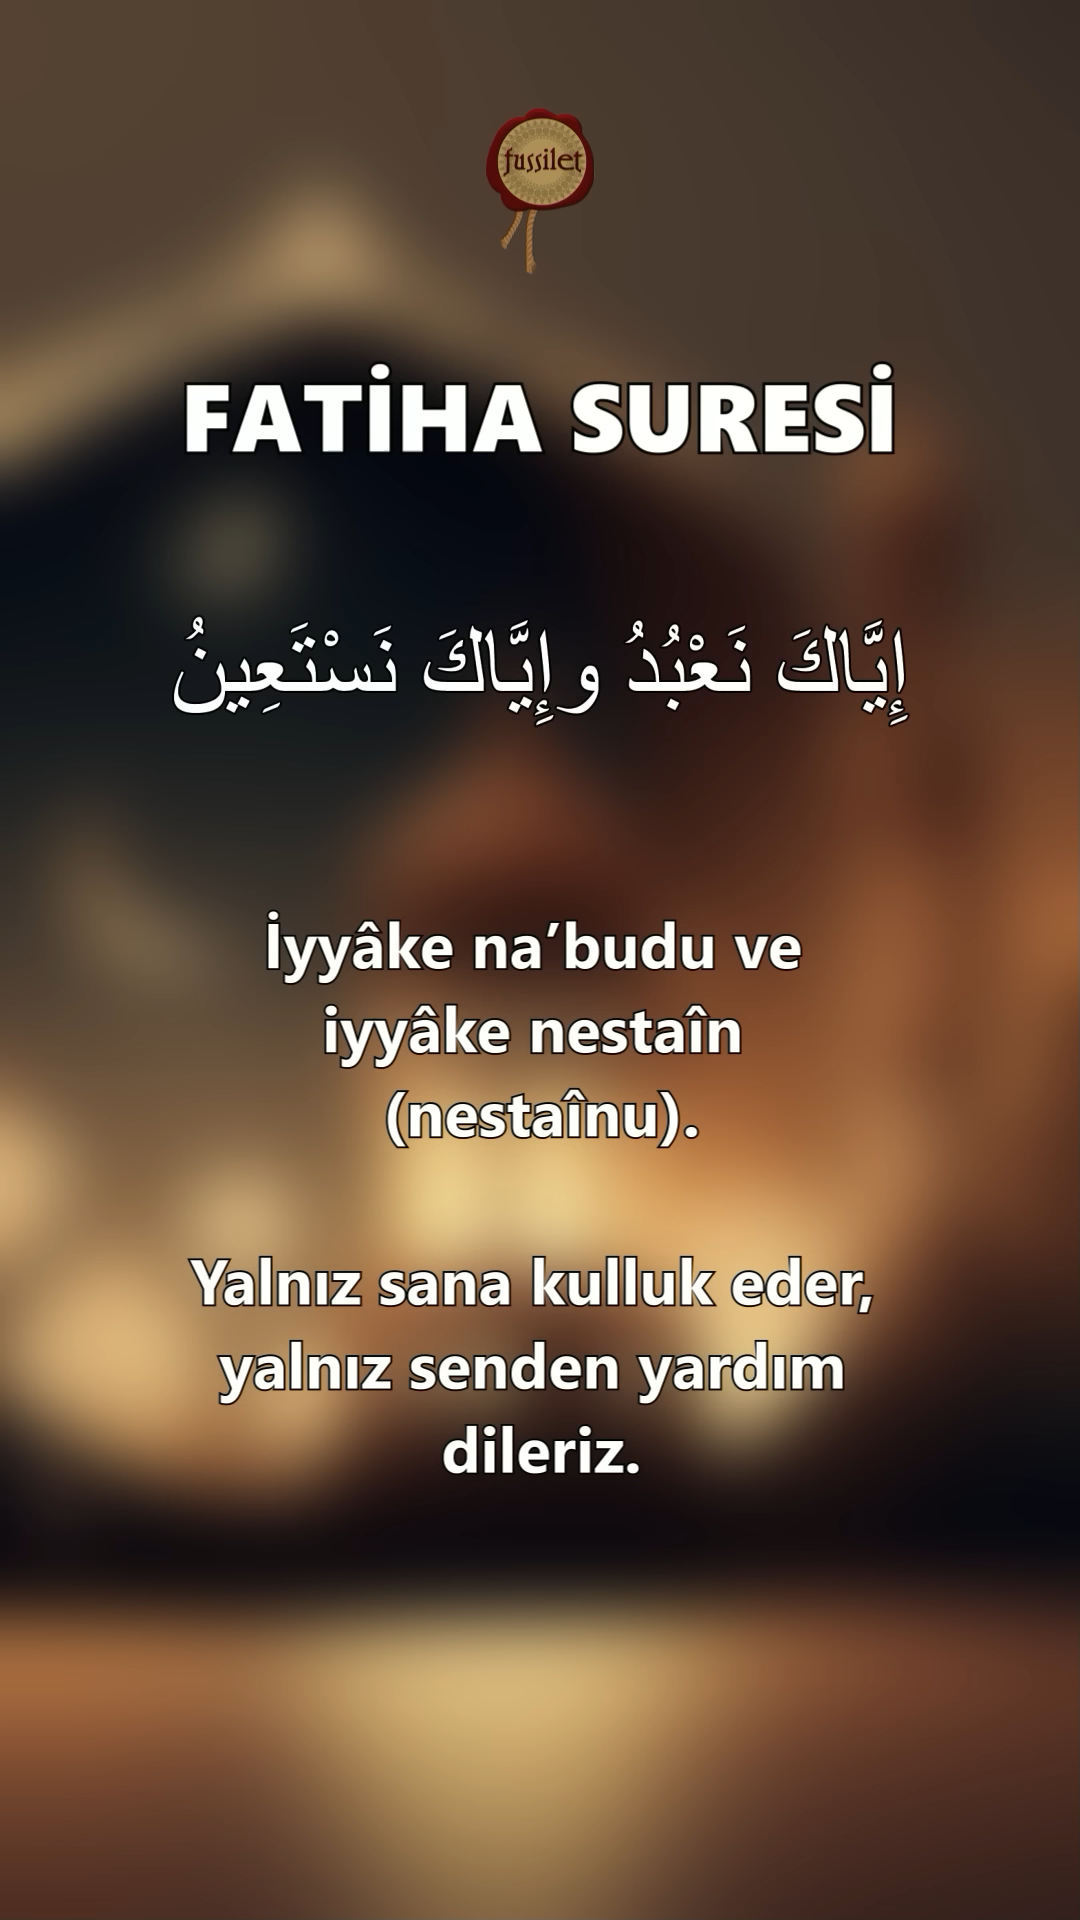 fussilet
FATİHA SURESİ
إِيَّاكَ نَعْبُدُ وإِيَّاكَ نَسْتَعِينُ
İyyâke na’budu ve
iyyâke nestaîn
(nestaînu).
Yalnız sana kulluk eder,
yalnız senden yardım
dileriz.